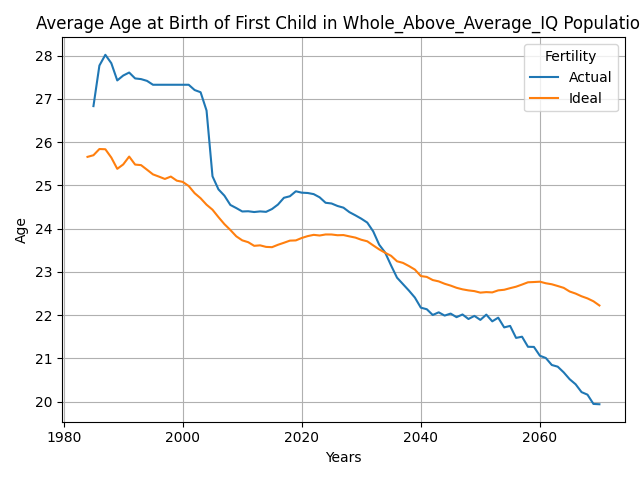 Average Age at Birth of First Child in Whole_Above_Average_IQ Populatio
Fertility
Actual
Ideal
28
27
26
25
24
23
22
21
20
Age
1980 2000 2020 2040 2060
Years